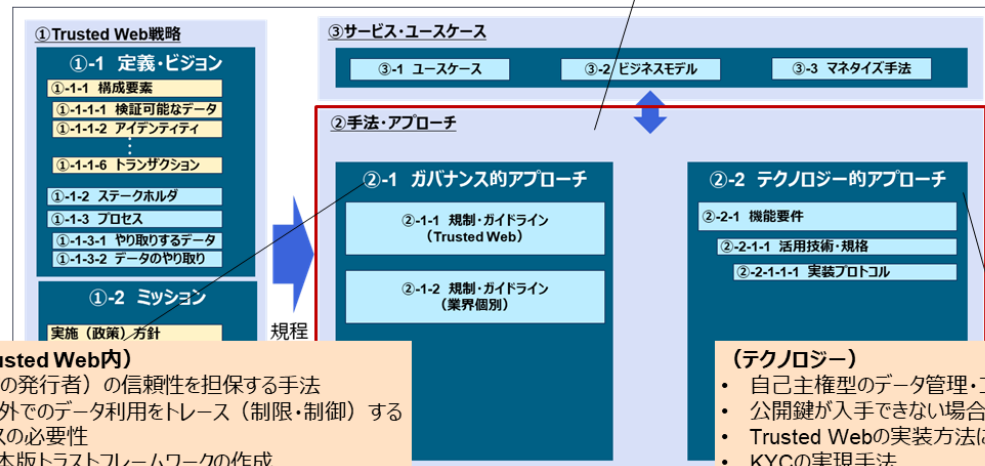 ①Trusted Web戦略
①-1 定義・ビジョン
①-1-1 構成要素
①-1-1-1 検証可能なデータ
①-1-1-2 アイデンティティ
①-1-1-6 トランザクション
①-1-2 ステークホルダ
①-1-3 プロセス
①-1-3-1 やり取りするデータ
①-1-3-2 データのやり取り
①-2 ミッション
実施（政策）方針
規程
③サービス・ユースケース
③-1 ユースケース
③-2 ビジネスモデル
③-3 マネタイズ手法
②手法・アプローチ
②-1 ガバナンス的アプローチ
②-1-1 規制・ガイドライン
（Trusted Web）
②-1-2 規制・ガイドライン
（業界個別）
②-2 テクノロジー的アプローチ
②-2-1 機能要件
②-2-1-1 活用技術・規格
②-2-1-1-1 実装プロトコル
usted Web内）
の発行者）の信頼性を担保する手法
外でのデータ利用をトレース（制限・制御）する
スの必要性
本版トラストフレームワークの作成
（テクノロジー）
• 自己主権型のデータ管理・
• 公開鍵が入手できない場合
• Trusted Webの実装方法に
• KYCの実現手法